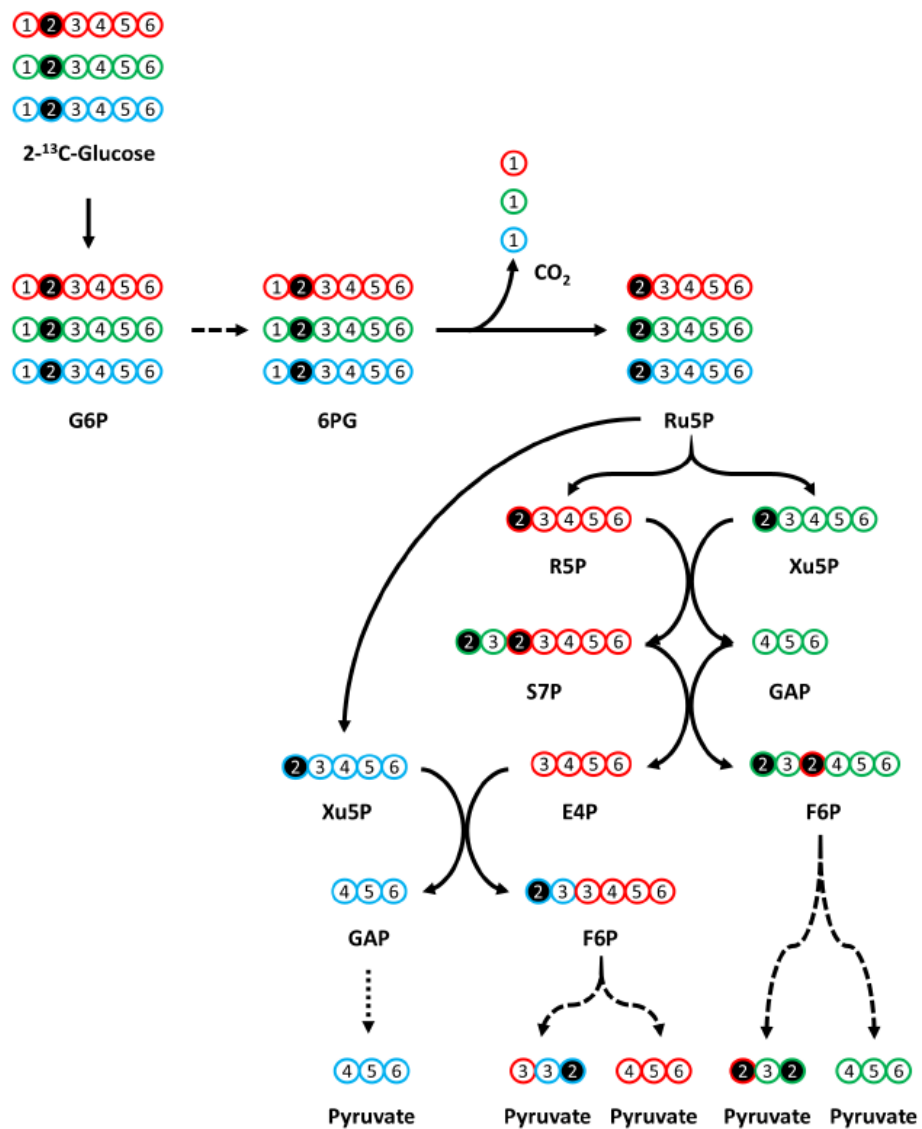 1 2 3 4 5 6
1 2 3 4 5 6
1 2 3 4 5 6
2-¹³C-Glucose
1
1
1
CO₂
1 2 3 4 5 6 1 2 3 4 5 6 2 3 4 5 6
1 2 3 4 5 6 1 2 3 4 5 6 2 3 4 5 6
1 2 3 4 5 6 1 2 3 4 5 6 2 3 4 5 6
G6P 6PG Ru5P
2 3 4 5 6 2 3 4 5 6
R5P Xu5P
2 3 2 3 4 5 6 4 5 6
S7P GAP
2 3 4 5 6 3 4 5 6 2 3 2 4 5 6
Xu5P E4P F6P
4 5 6 2 3 3 4 5 6
GAP F6P
4 5 6 3 3 2 4 5 6 2 3 2 4 5 6
Pyruvate Pyruvate Pyruvate Pyruvate Pyruvate